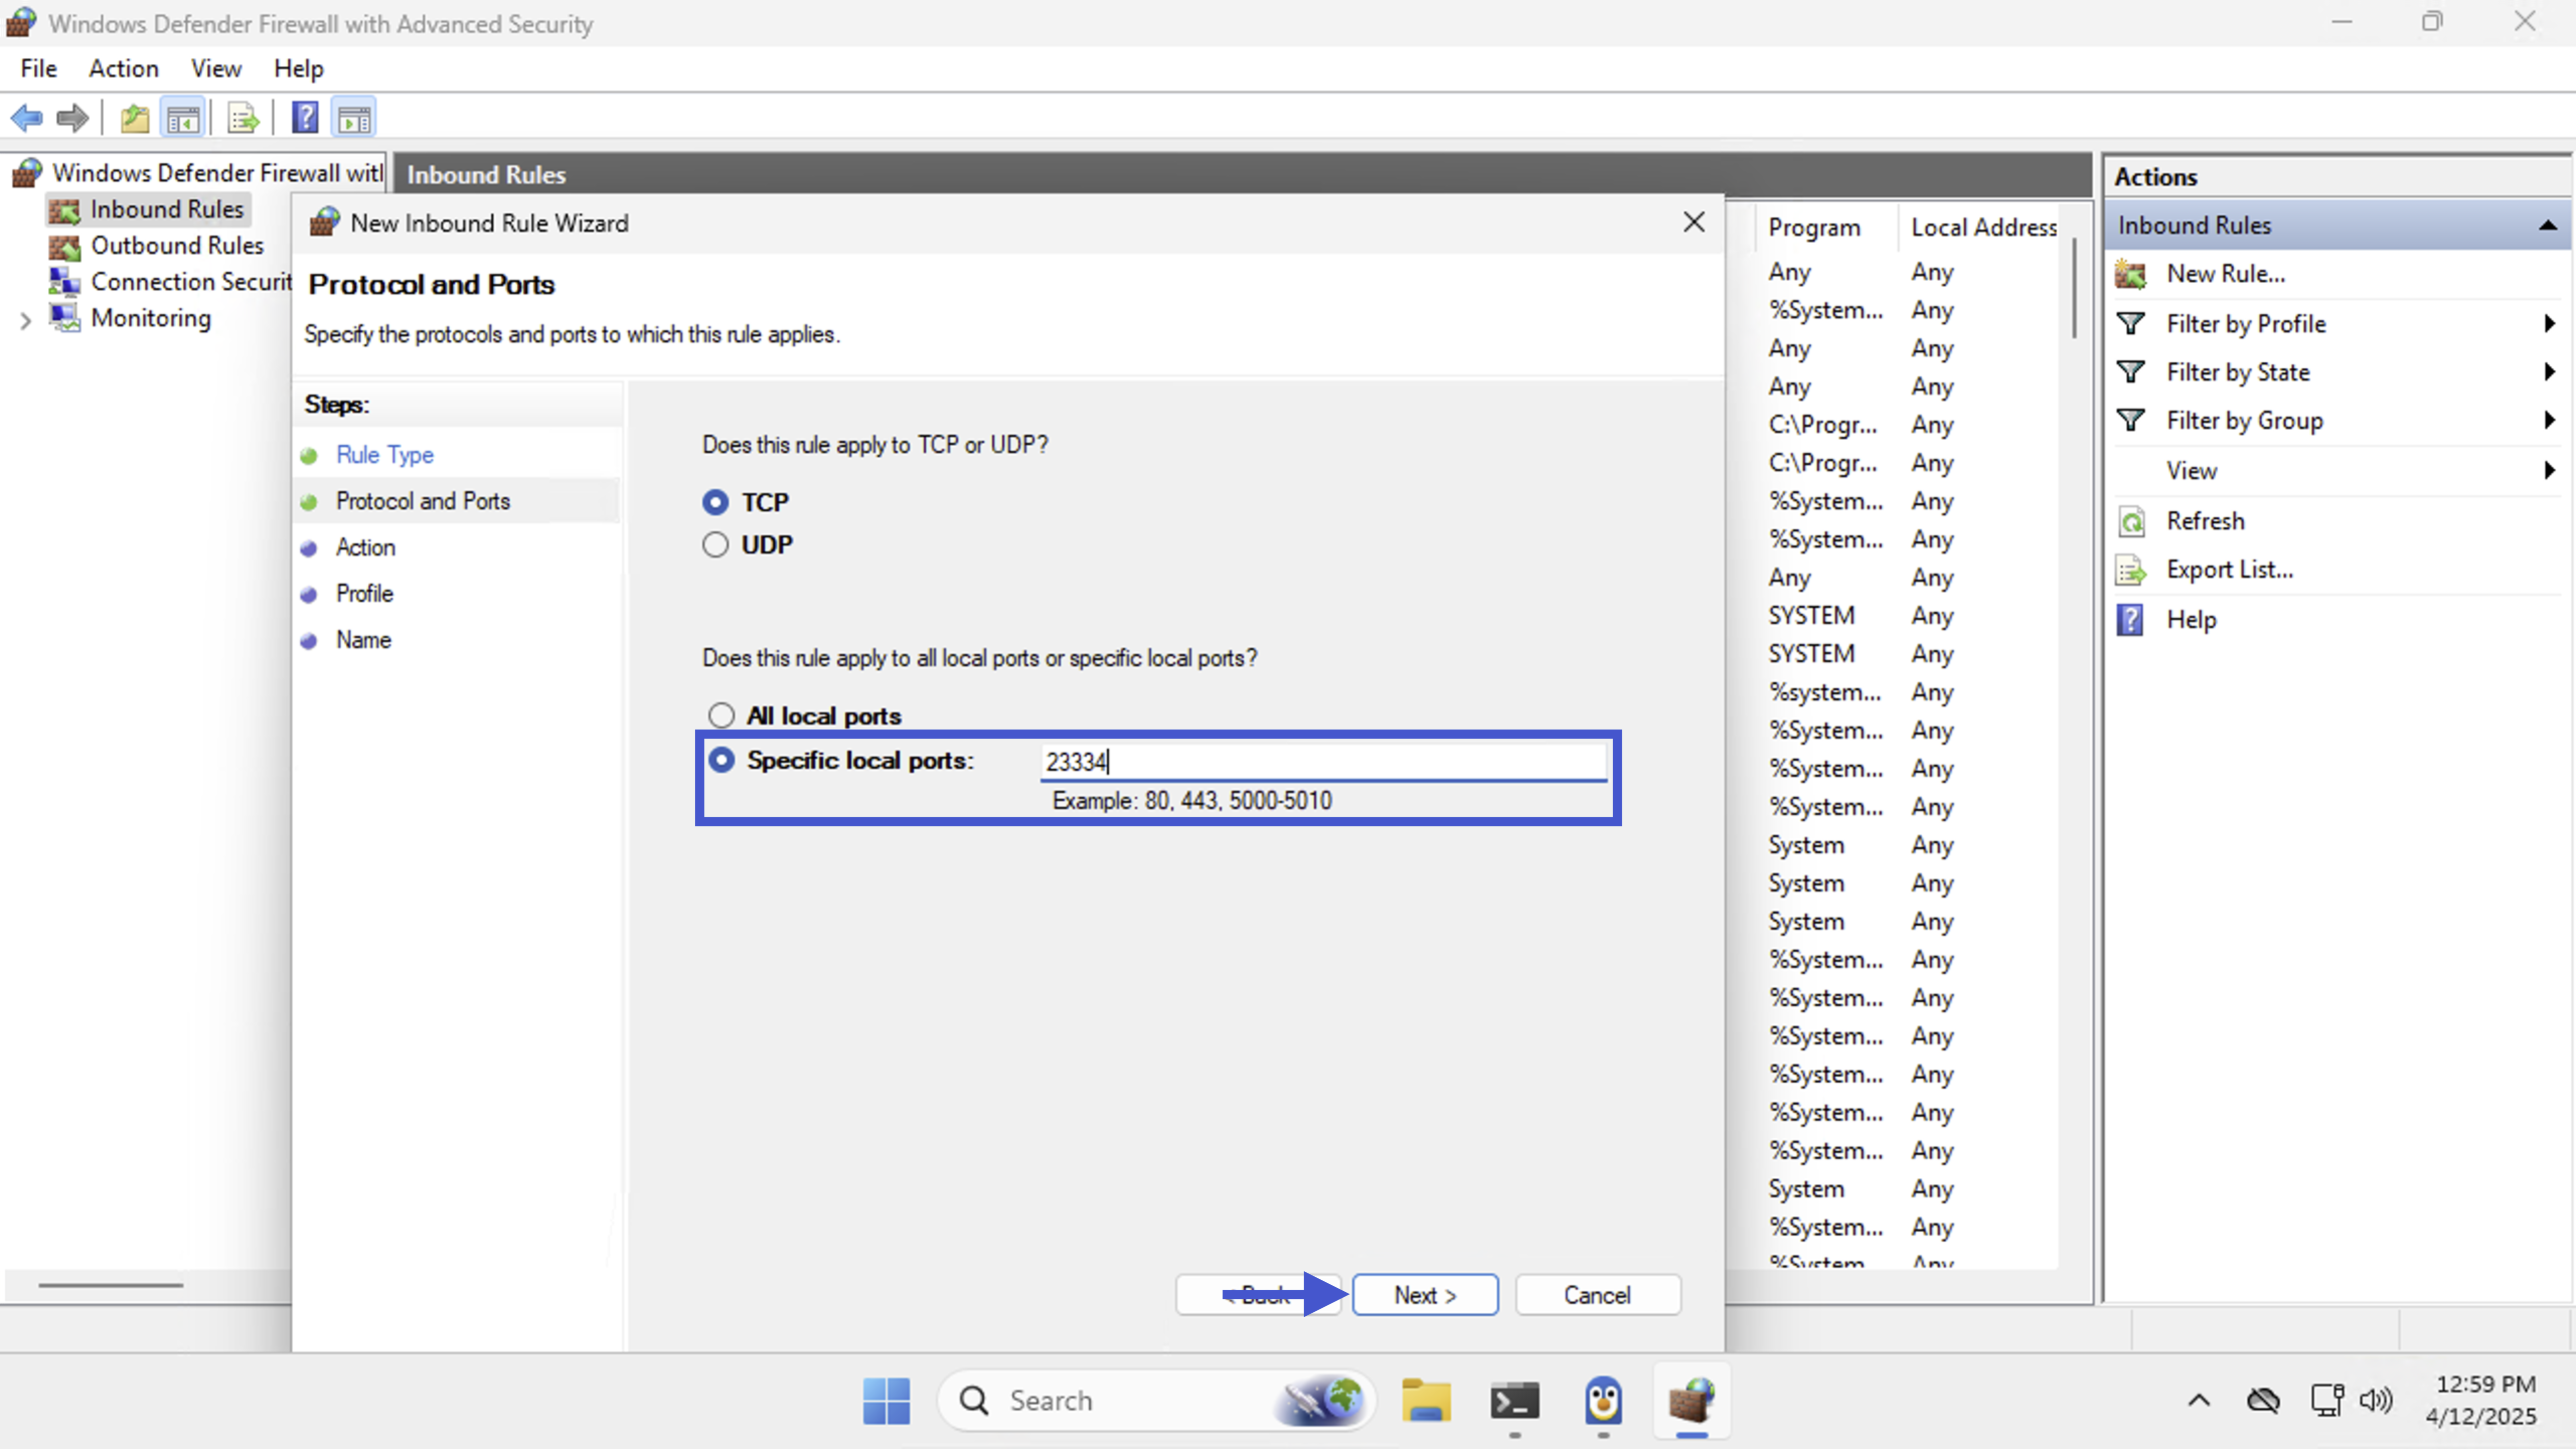 Windows Defender Firewall with Advanced Security
File Action View Help
Windows Defender Firewall witl
Inbound Rules
Outbound Rules
Connection Securit
Monitoring
Inbound Rules
New Inbound Rule Wizard
Protocol and Ports
Specify the protocols and ports to which this rule applies.
Steps:
Rule Type
Protocol and Ports
Action
Profile
Name
Does this rule apply to TCP or UDP?
TCP
UDP
Does this rule apply to all local ports or specific local ports?
All local ports
Specific local ports: 23334
Example: 80, 443, 5000-5010
< Back Next > Cancel
Program Local Address
Any Any
%System... Any
Any Any
Any Any
C:\Progr... Any
C:\Progr... Any
%System... Any
%System... Any
Any Any
SYSTEM Any
SYSTEM Any
%system... Any
%System... Any
%System... Any
%System... Any
System Any
System Any
System Any
%System... Any
%System... Any
%System... Any
%System... Any
%System... Any
%System... Any
System Any
%System... Any
%System Any
Actions
Inbound Rules
New Rule...
Filter by Profile
Filter by State
Filter by Group
View
Refresh
Export List...
Help
Search
12:59 PM
4/12/2025